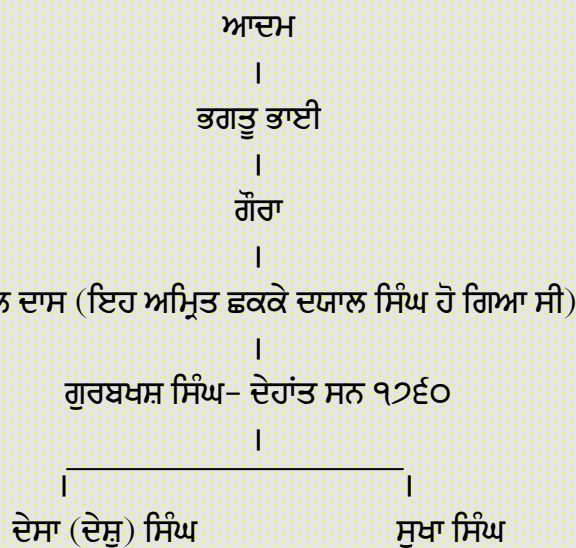 ਆਦਮ
ਭਗਤੂ ਭਾਈ
ਗੌਰਾ
ਦਾਸ (ਇਹ ਅਮ੍ਰਿਤ ਛਕਕੇ ਦਯਾਲ ਸਿੰਘ ਹੋ ਗਿਆ ਸੀ)
ਗੁਰਬਖਸ਼ ਸਿੰਘ- ਦੇਹਾਂਤ ਸਨ ੧੭੬੦
ਦੇਸਾ (ਦੇਸ਼ੁ) ਸਿੰਘ ਸੁਖਾ ਸਿੰਘ